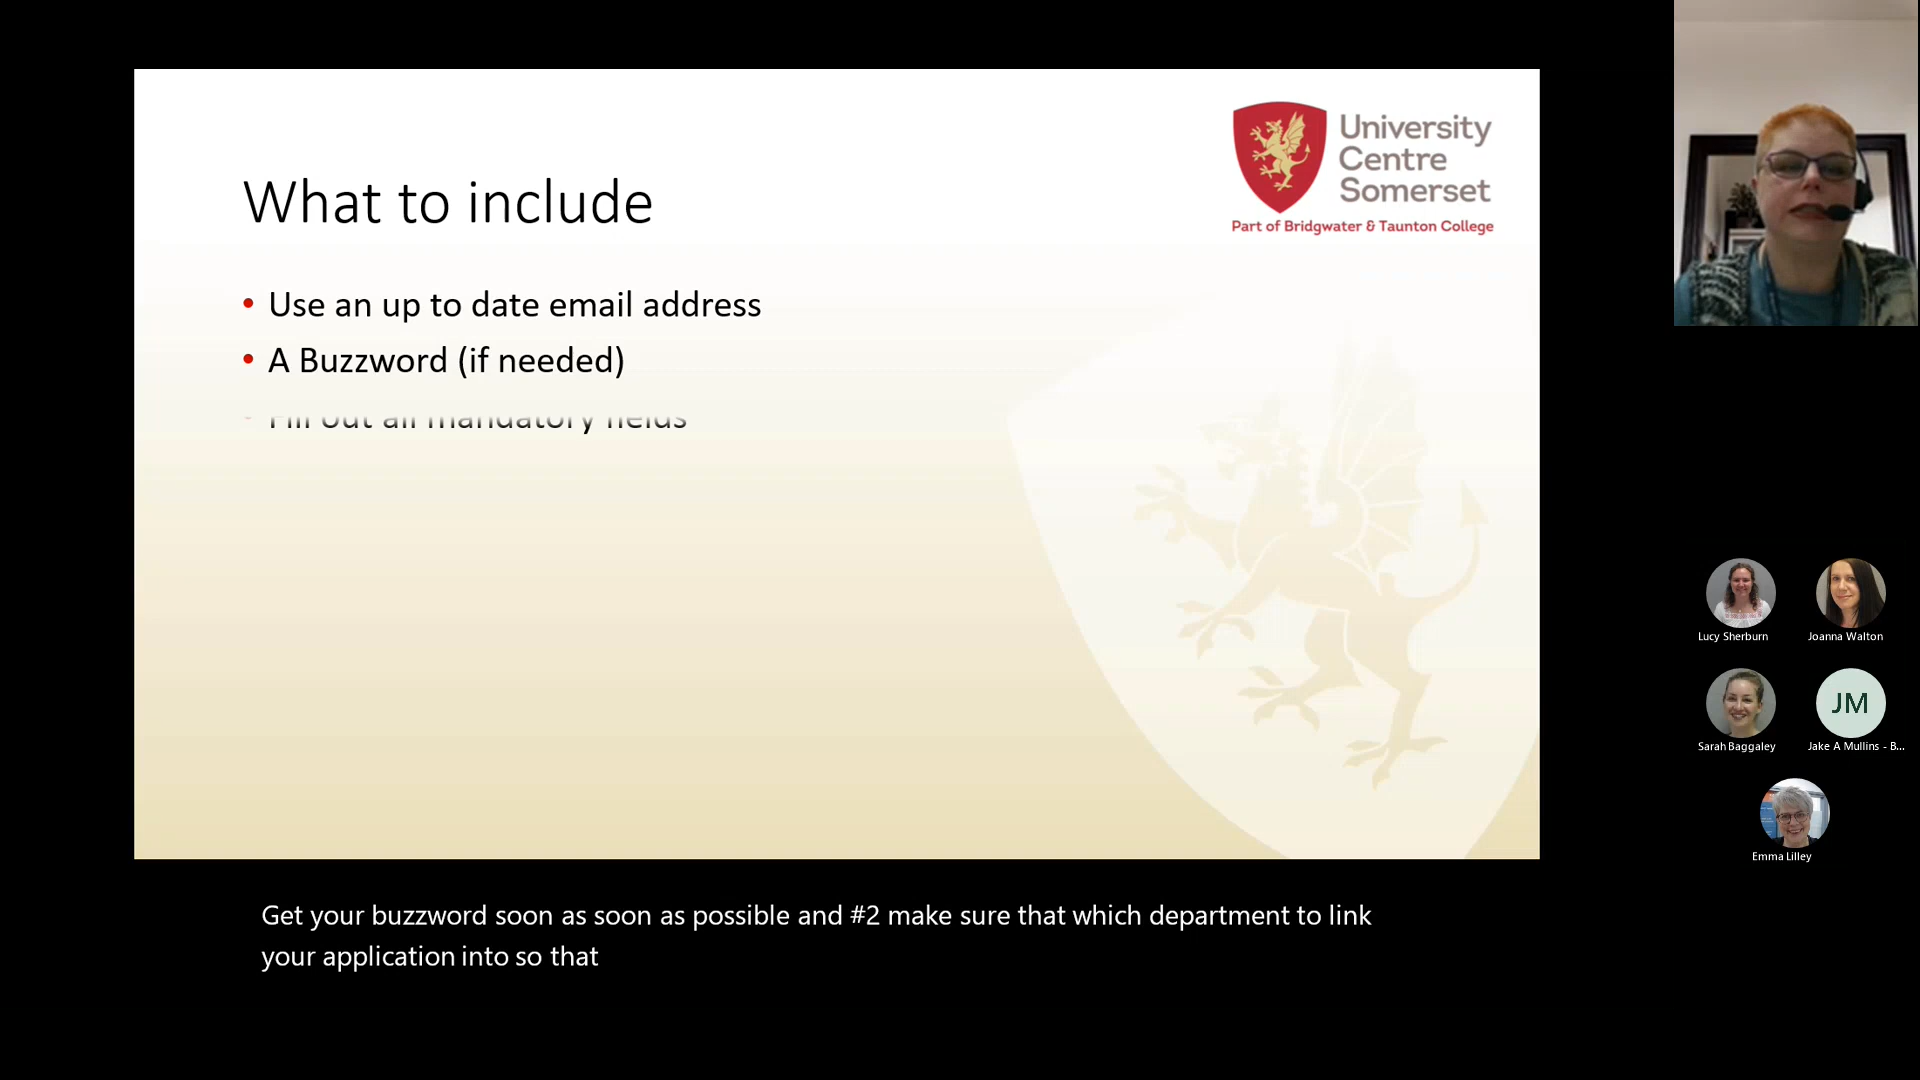 University
Centre
Somerset
Part of Bridgwater & Taunton College
What to include
• Use an up to date email address
• A Buzzword (if needed)
• Fill out all mandatory fields
Lucy Sherburn
Joanna Walton
JM
Sarah Baggaley
Jake A Mullins - B...
Emma Lilley
Get your buzzword soon as soon as possible and #2 make sure that which department to link
your application into so that